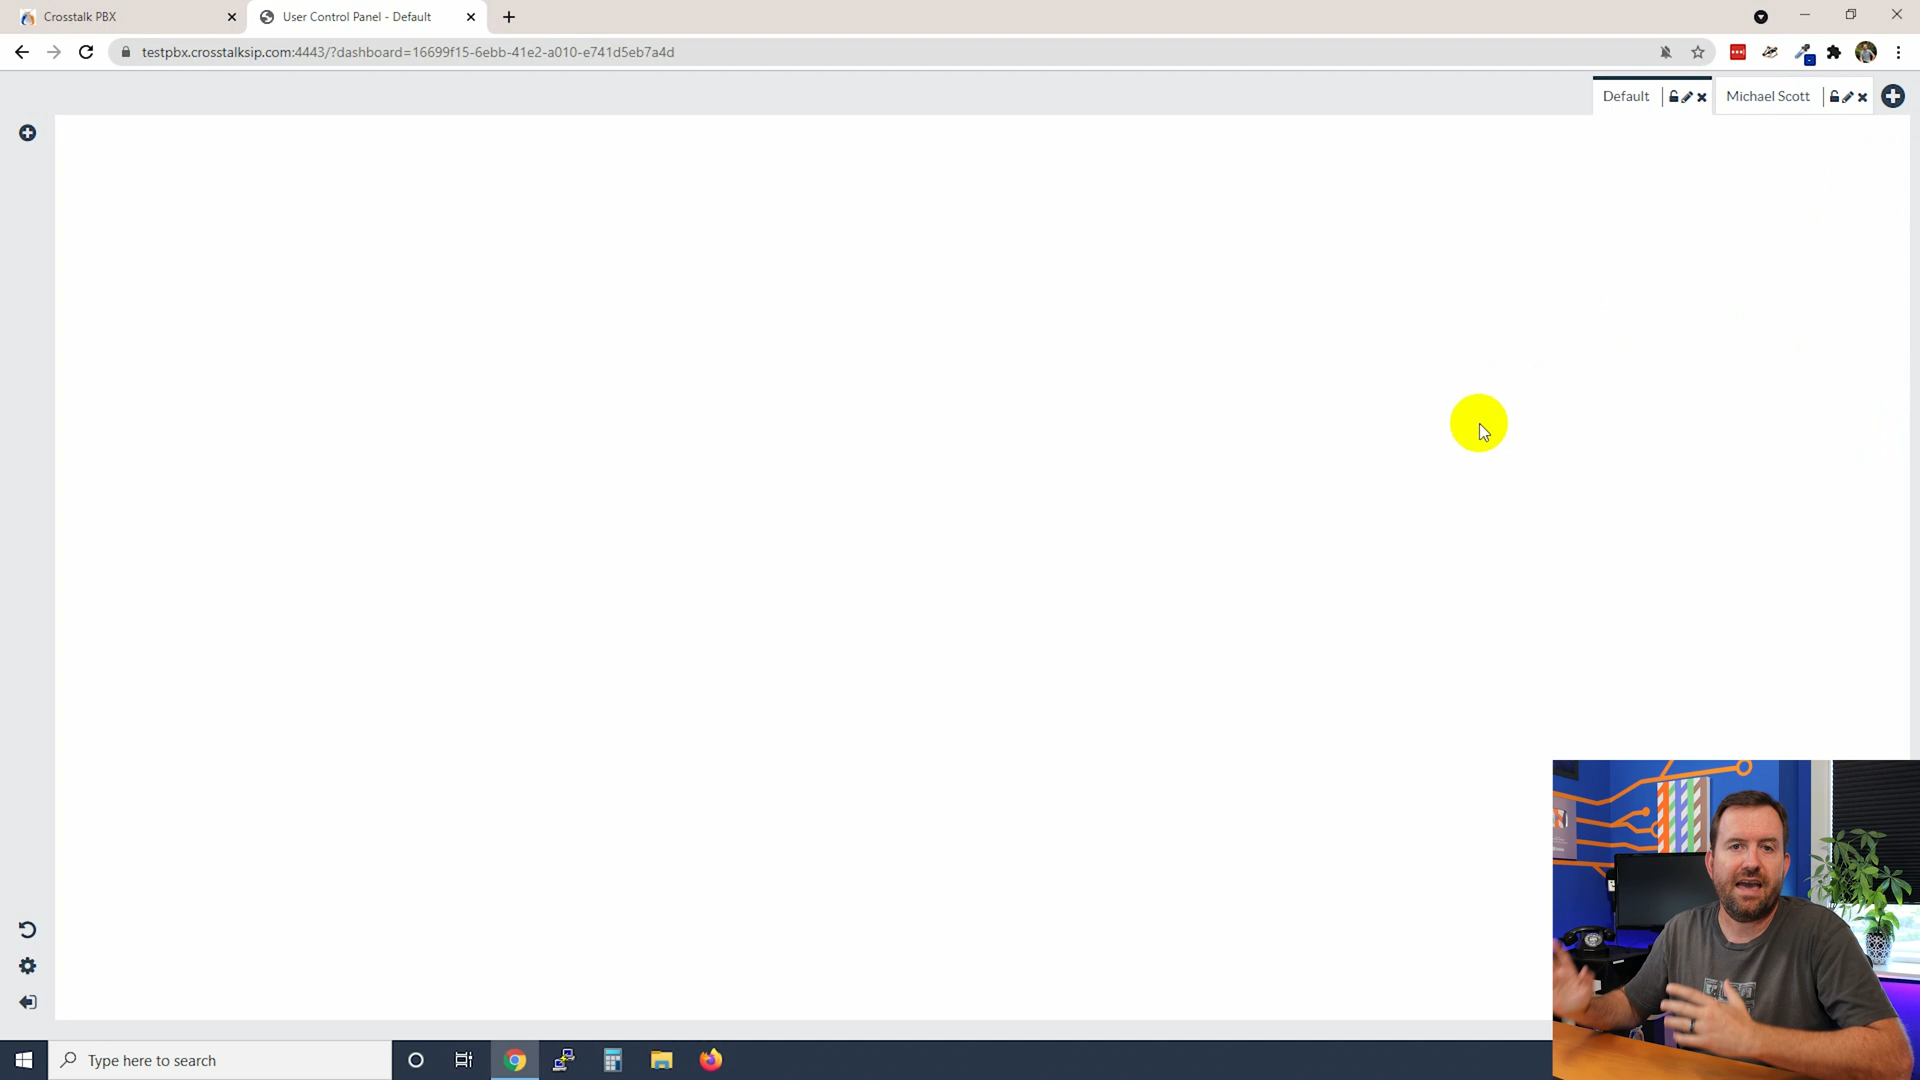 Crosstalk PBX
User Control Panel - Default
testpbx.crosstalksip.com:4443/?dashboard=16699f15-6ebb-41e2-a010-e741d5eb7a4d
Default
Michael Scott
Type here to search